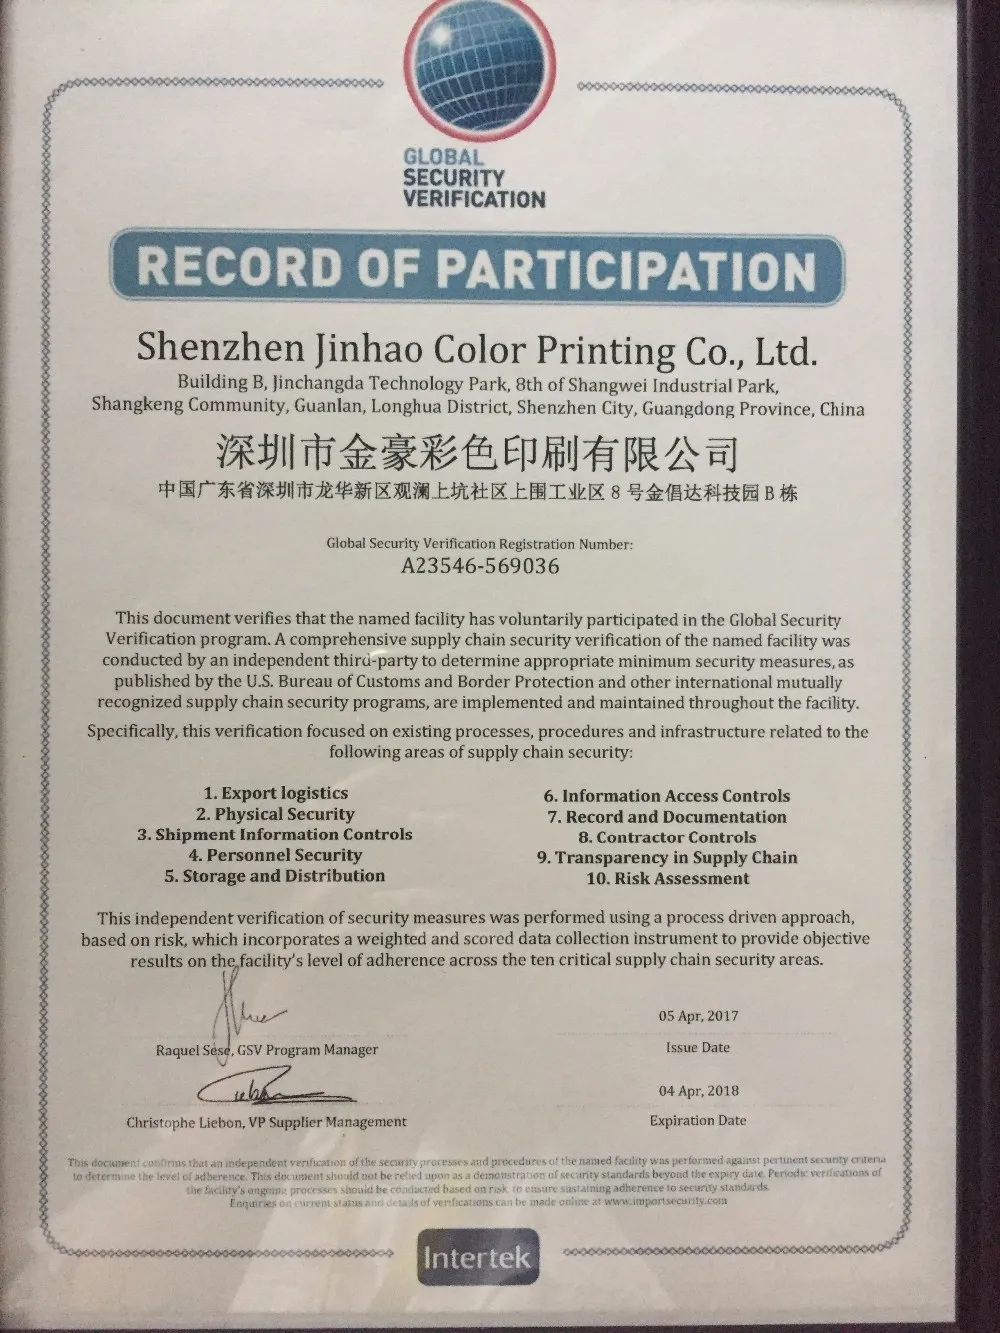 GLOBAL
SECURITY
VERIFICATION
RECORD OF PARTICIPATION
Shenzhen Jinhao Color Printing Co., Ltd.
Building B, Jinchangda Technology Park, 8th of Shangwei Industrial Park,
Shangkeng Community, Guanlan, Longhua District, Shenzhen City, Guangdong Province, China
深圳市金豪彩色印刷有限公司
中国广东省深圳市龙华新区观澜上坑社区上围工业区 8 号金倡达科技园 B 栋
Global Security Verification Registration Number:
A23546-569036
This document verifies that the named facility has voluntarily participated in the Global Security
Verification program. A comprehensive supply chain security verification of the named facility was
conducted by an independent third-party to determine appropriate minimum security measures, as
published by the U.S. Bureau of Customs and Border Protection and other international mutually
recognized supply chain security programs, are implemented and maintained throughout the facility.
Specifically, this verification focused on existing processes, procedures and infrastructure related to the
following areas of supply chain security:
1. Export logistics
2. Physical Security
3. Shipment Information Controls
4. Personnel Security
5. Storage and Distribution
6. Information Access Controls
7. Record and Documentation
8. Contractor Controls
9. Transparency in Supply Chain
10. Risk Assessment
This independent verification of security measures was performed using a process driven approach,
based on risk, which incorporates a weighted and scored data collection instrument to provide objective
results on the facility's level of adherence across the ten critical supply chain security areas.
Raquel Sese, GSV Program Manager
05 Apr, 2017
Issue Date
Christophe Liebon, VP Supplier Management
04 Apr, 2018
Expiration Date
This document confirms that an independent verification of the security processes and procedures of the named facility was performed against pertinent security criteria
to determine the level of adherence. This document should not be relied upon as a demonstration of security standards beyond the expiry date. Periodic verifications of
the facility's ongoing processes should be conducted based on risk, to ensure sustaining adherence to security standards.
Enquiries on current status and details of verifications can be made online at www.importsecurity.com
Intertek